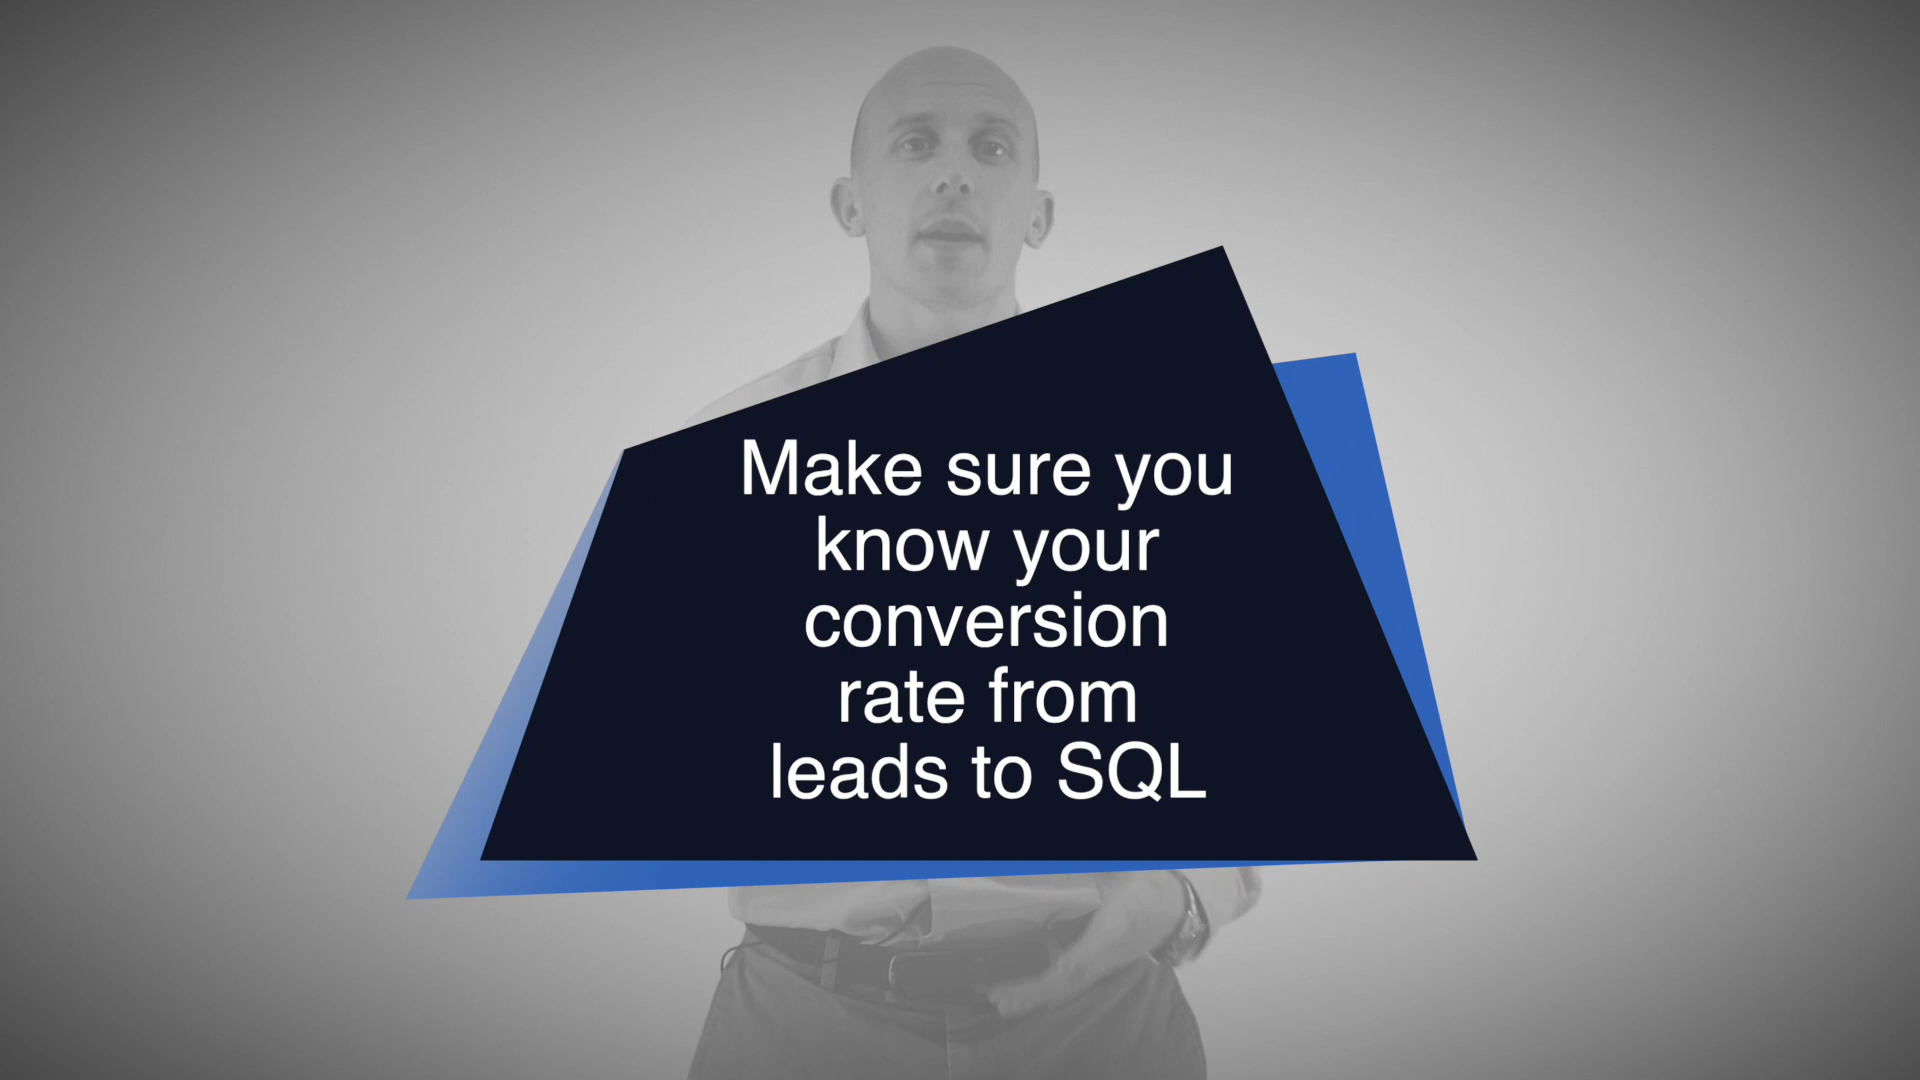 Make sure you
know your
conversion
rate from
leads to SQL